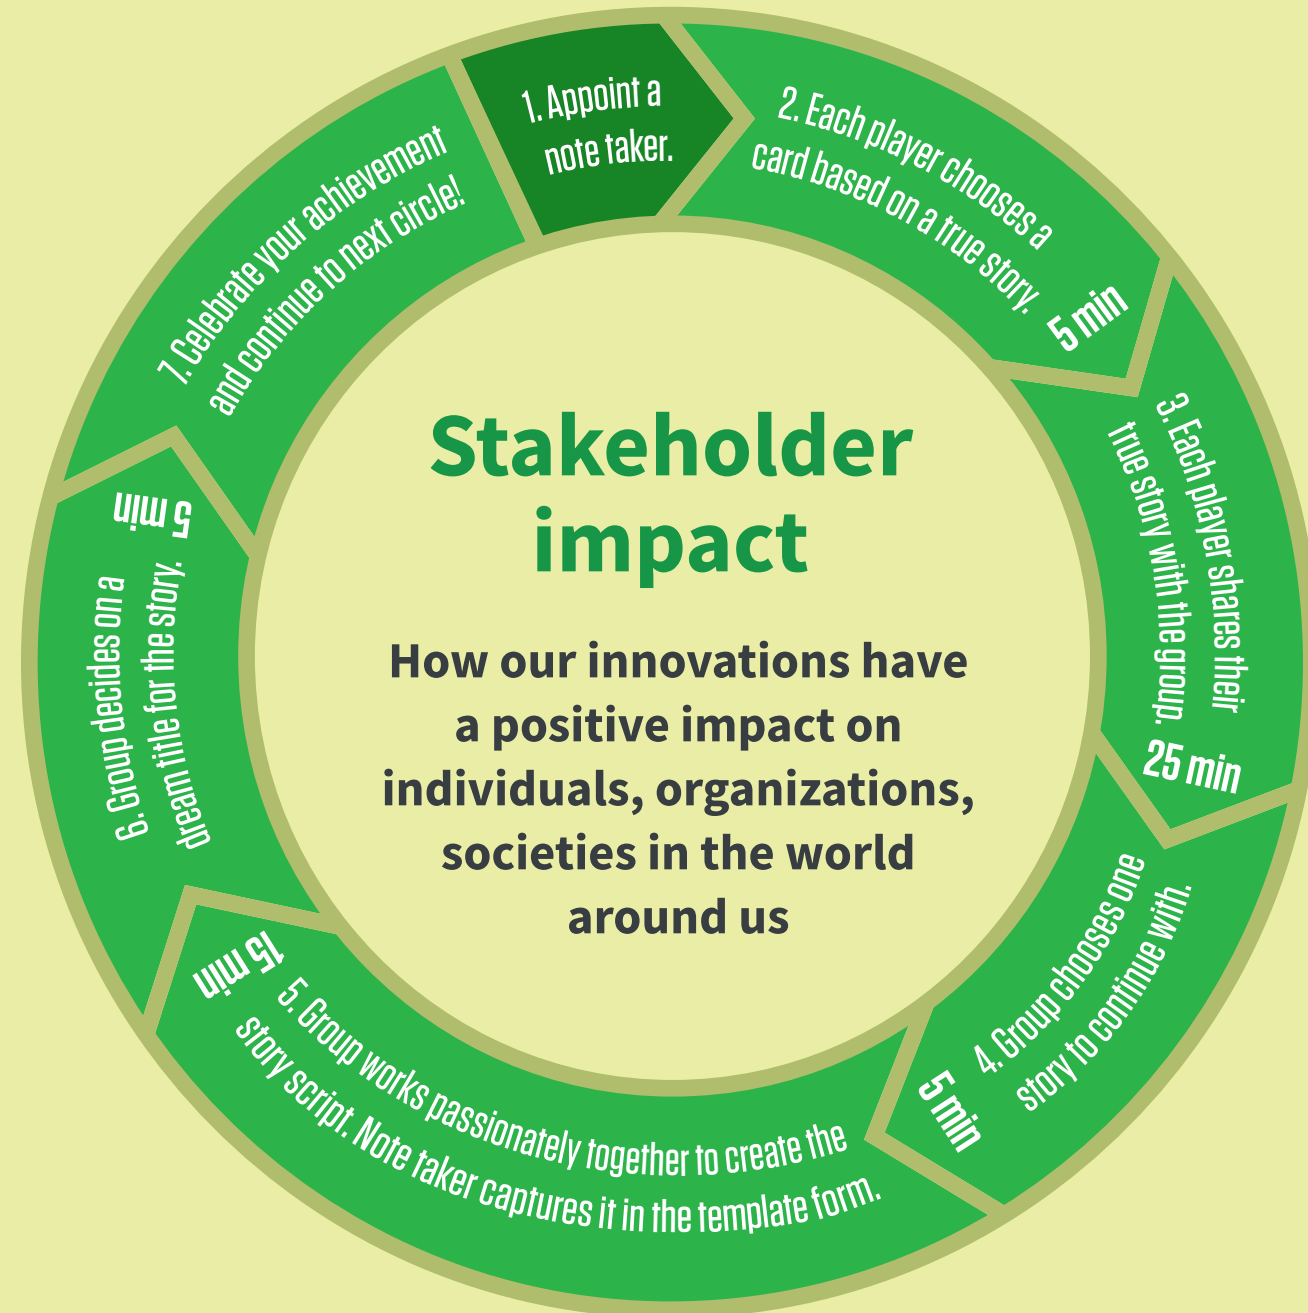 1. Appoint a
note taker.
2. Each player chooses a
card based on a true story.
5 min
3. Each player shares their
true story with the group.
25 min
4. Group chooses one
story to continue with.
5 min
5. Group works passionately together to create the
story script. Note taker captures it in the template form.
15 min
6. Group decides on a
dream title for the story.
5 min
7. Celebrate your achievement
and continue to next circle!
Stakeholder
impact
How our innovations have
a positive impact on
individuals, organizations,
societies in the world
around us